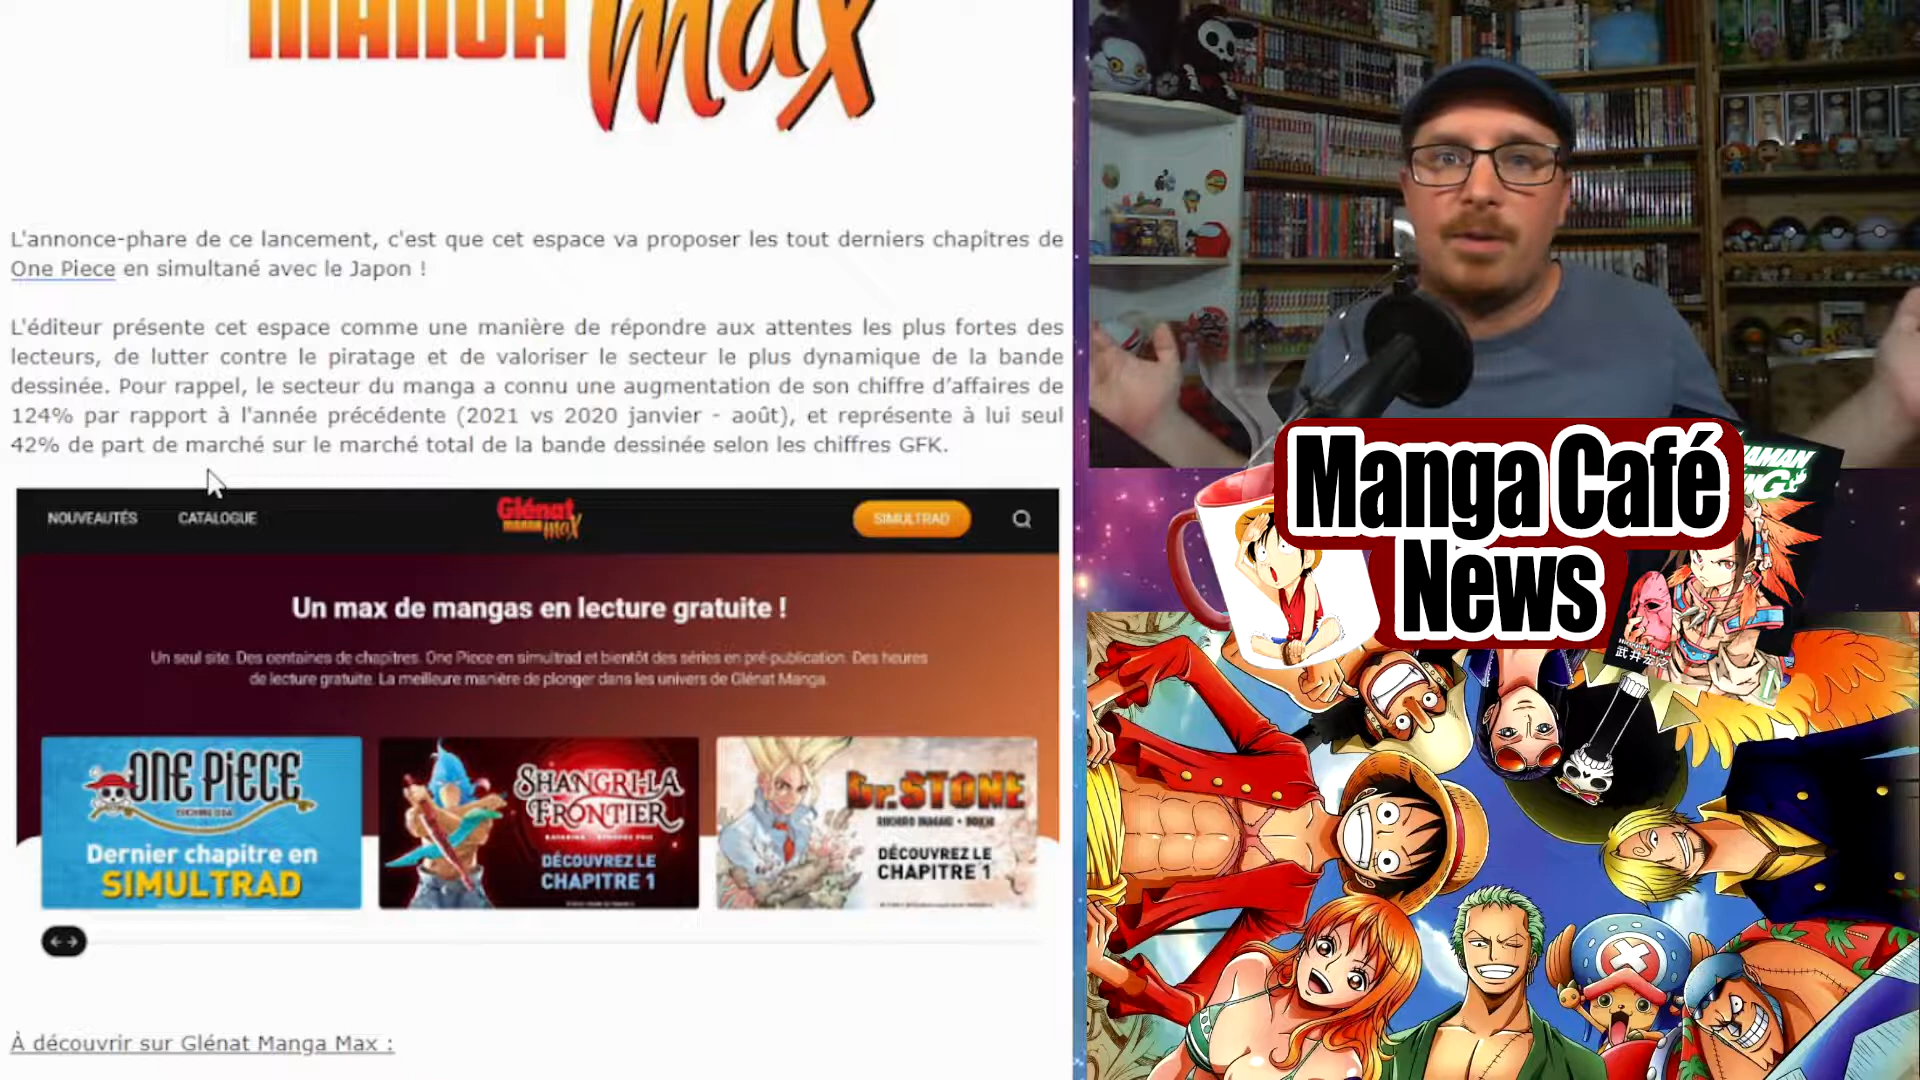 MANGA max
L'annonce-phare de ce lancement, c'est que cet espace va proposer les tout derniers chapitres de
One Piece en simultané avec le Japon !
L'éditeur présente cet espace comme une manière de répondre aux attentes les plus fortes des
lecteurs, de lutter contre le piratage et de valoriser le secteur le plus dynamique de la bande
dessinée. Pour rappel, le secteur du manga a connu une augmentation de son chiffre d’affaires de
124% par rapport à l'année précédente (2021 vs 2020 janvier - août), et représente à lui seul
42% de part de marché sur le marché total de la bande dessinée selon les chiffres GFK.
NOUVEAUTÉS CATALOGUE Glénat MANGA max SIMULTRAD
Un max de mangas en lecture gratuite !
Un seul site. Des centaines de chapitres. One Piece en simultrad et bientôt des séries en pré-publication. Des heures
de lecture gratuite. La meilleure manière de plonger dans les univers de Glénat Manga.
ONE PIECE
Dernier chapitre en
SIMULTRAD
SHANGRI-LA
FRONTIER
DÉCOUVREZ LE
CHAPITRE 1
Dr.STONE
DÉCOUVREZ LE
CHAPITRE 1
À découvrir sur Glénat Manga Max :
Manga Café
News
武井宏之